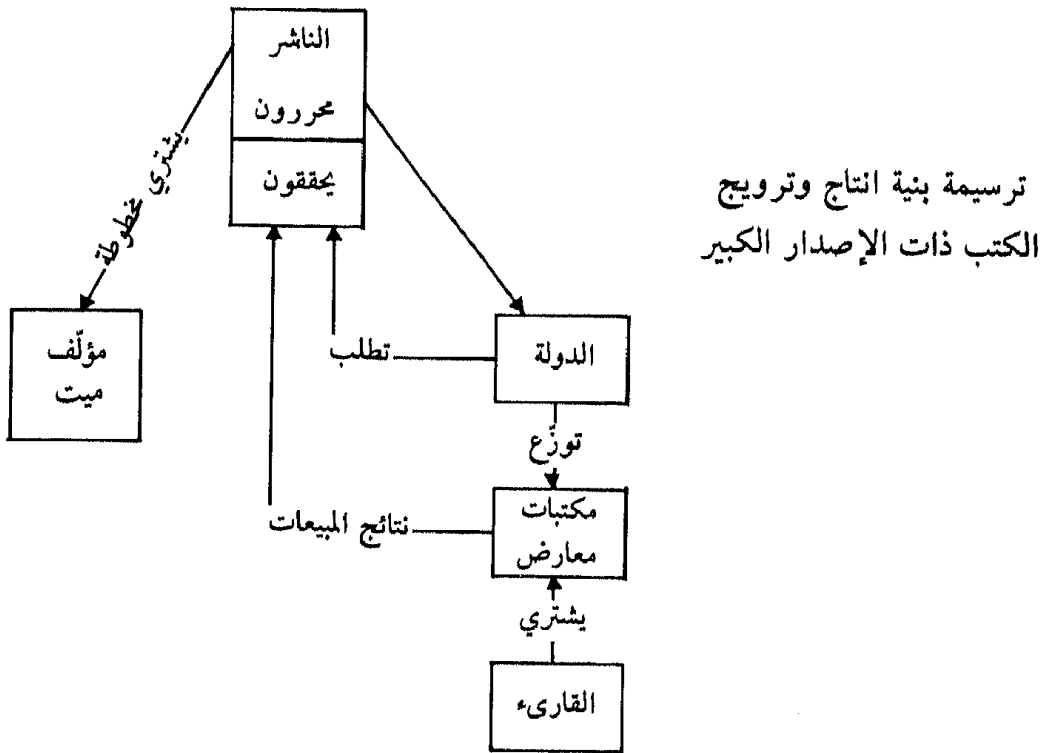 الناشر
محررون
يحققون
يشتري مخطوطة
ترسيمة بنية انتاج وترويج
الكتب ذات الإصدار الكبير
مؤلّف
ميت
تطلب
الدولة
توزّع
نتائج المبيعات
مكتبات
معارض
يشتري
القارىء